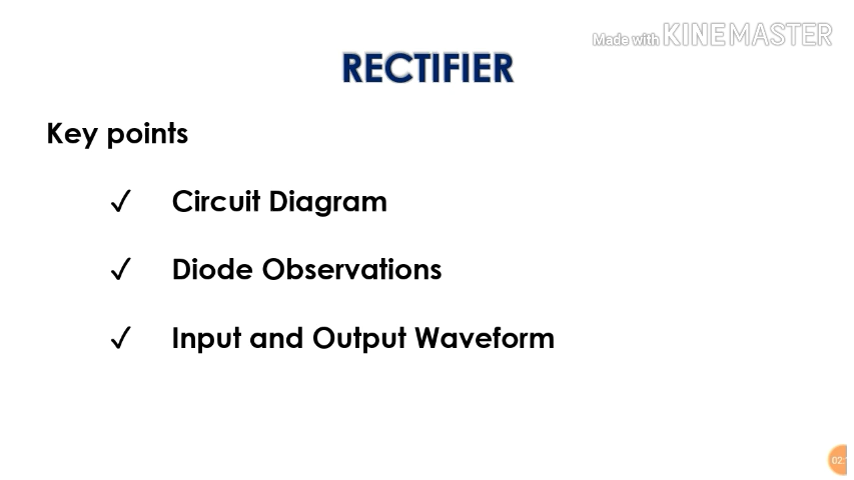 Made with KINEMASTER
RECTIFIER
Key points
✓ Circuit Diagram
✓ Diode Observations
✓ Input and Output Waveform